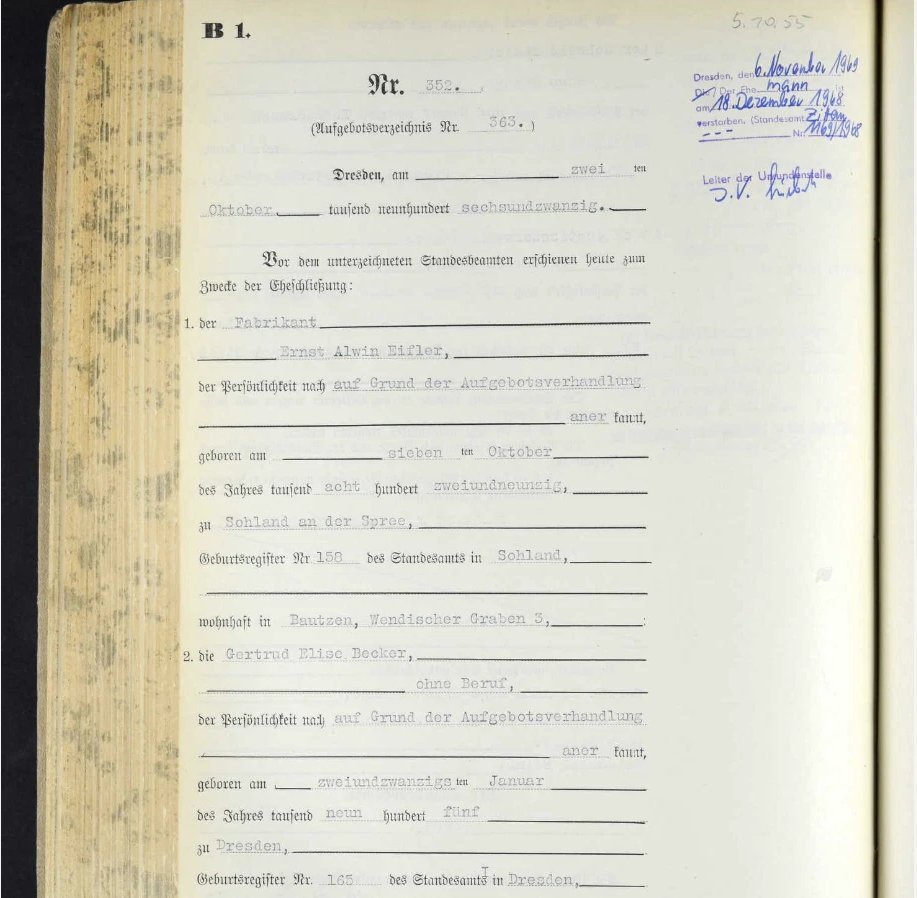 B 1.
5.10.55
Nr. 352.
(Aufgebotsverzeichnis Nr. 363.)
Dresden, am zwei ten
Oktober tausend neunhundert sechsundzwanzig.
Vor dem unterzeichneten Standesbeamten erschienen heute zum
Zwecke der Eheschließung:
1. der Fabrikant
Ernst Alwin Eifler,
der Persönlichkeit nach auf Grund der Aufgebotsverhandlung
aner kannt,
geboren am sieben ten Oktober
des Jahres tausend acht hundert zweiundneunzig,
zu Sohland an der Spree,
Geburtsregister Nr 158 des Standesamts in Sohland,
wohnhaft in Bautzen, Wendischer Graben 3, :
2. die Gertrud Elise Becker,
ohne Beruf,
der Persönlichkeit nach auf Grund der Aufgebotsverhandlung
aner kannt,
geboren am zweiundzwanzigs ten Januar
des Jahres tausend neun hundert fünf
zu Dresden,
Geburtsregister Nr. 165 des Standesamts in Dresden,
Dresden, den 6. November 1969
Die / Der Ehe mann ist
am 18. Dezember 1968
verstorben. (Standesamt
--- Nr. 1169/1968
Leiter der Urkundenstelle
J.V.